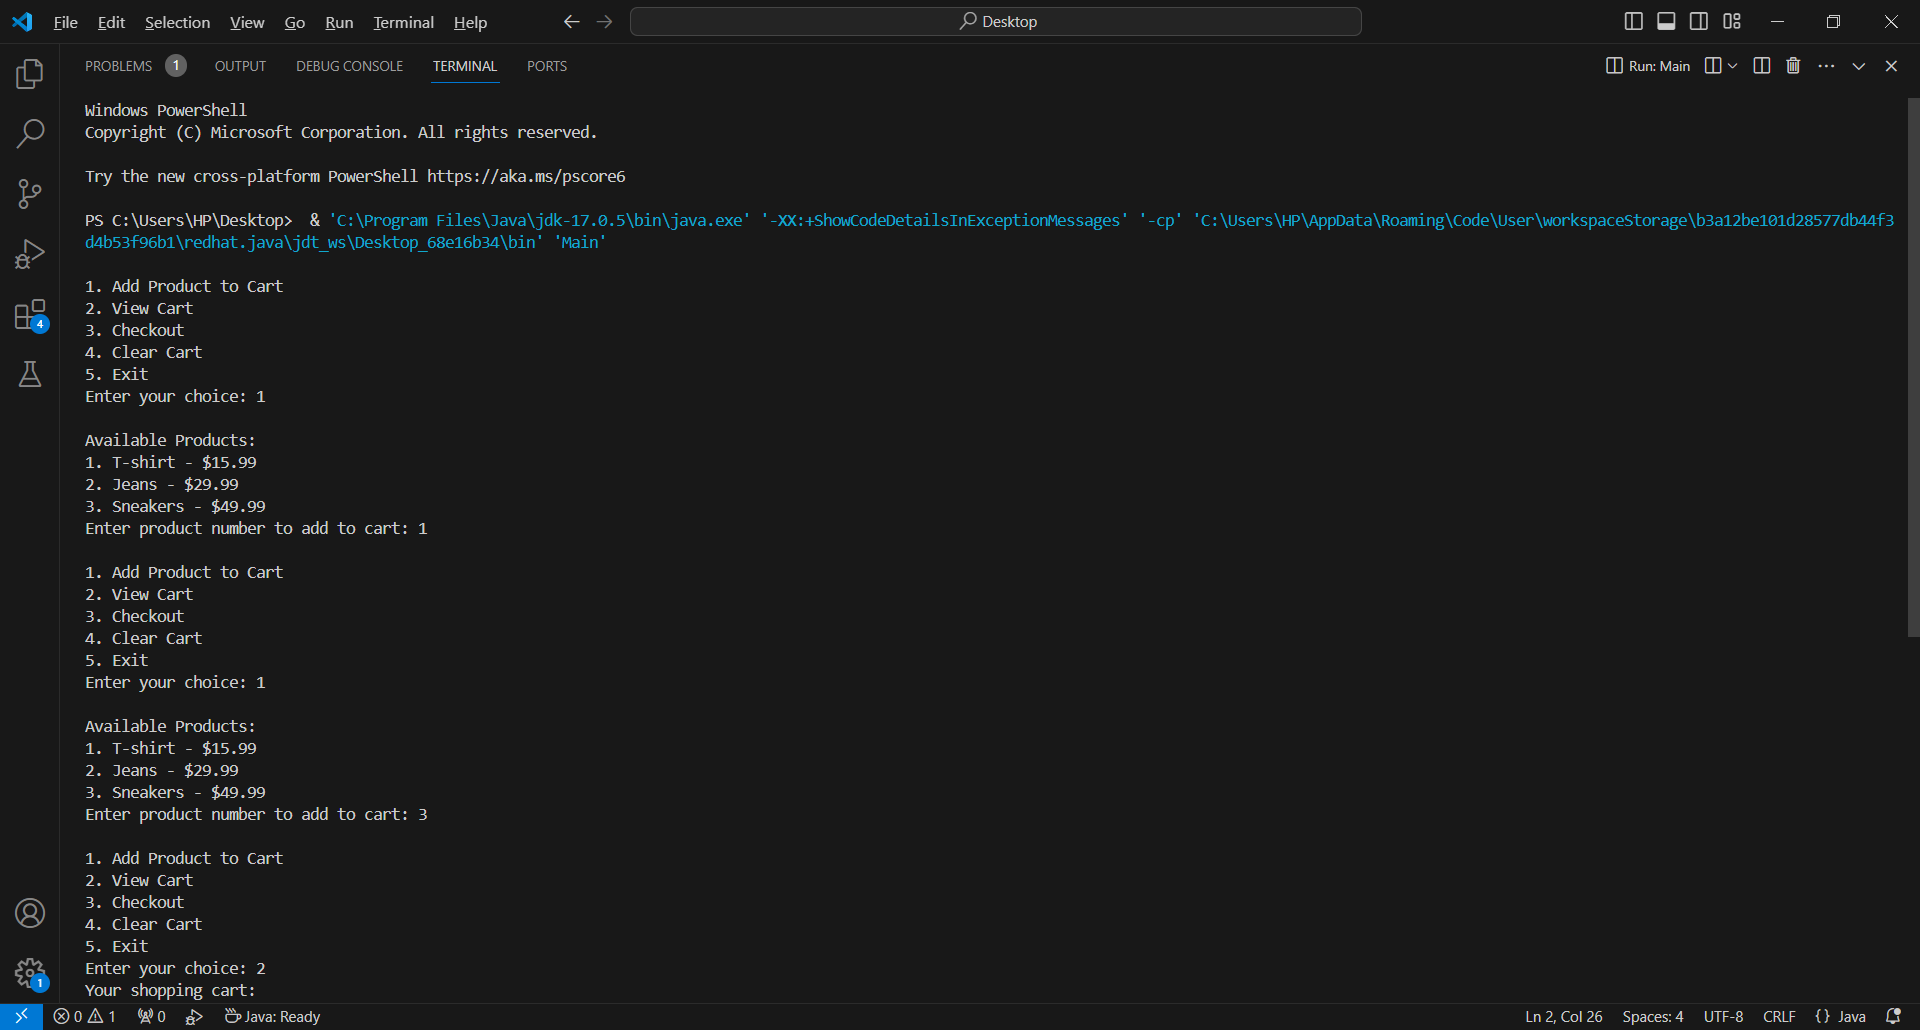 File Edit Selection View Go Run Terminal Help
Desktop
PROBLEMS 1 OUTPUT DEBUG CONSOLE TERMINAL PORTS
Run: Main
Windows PowerShell
Copyright (C) Microsoft Corporation. All rights reserved.
Try the new cross-platform PowerShell https://aka.ms/pscore6
PS C:\Users\HP\Desktop>  & 'C:\Program Files\Java\jdk-17.0.5\bin\java.exe' '-XX:+ShowCodeDetailsInExceptionMessages' '-cp' 'C:\Users\HP\AppData\Roaming\Code\User\workspaceStorage\b3a12be101d28577db44f3
d4b53f96b1\redhat.java\jdt_ws\Desktop_68e16b34\bin' 'Main'
1. Add Product to Cart
2. View Cart
3. Checkout
4. Clear Cart
5. Exit
Enter your choice: 1
Available Products:
1. T-shirt - $15.99
2. Jeans - $29.99
3. Sneakers - $49.99
Enter product number to add to cart: 1
1. Add Product to Cart
2. View Cart
3. Checkout
4. Clear Cart
5. Exit
Enter your choice: 1
Available Products:
1. T-shirt - $15.99
2. Jeans - $29.99
3. Sneakers - $49.99
Enter product number to add to cart: 3
1. Add Product to Cart
2. View Cart
3. Checkout
4. Clear Cart
5. Exit
Enter your choice: 2
Your shopping cart:
4
1
0 1 0 Java: Ready
Ln 2, Col 26 Spaces: 4 UTF-8 CRLF {} Java